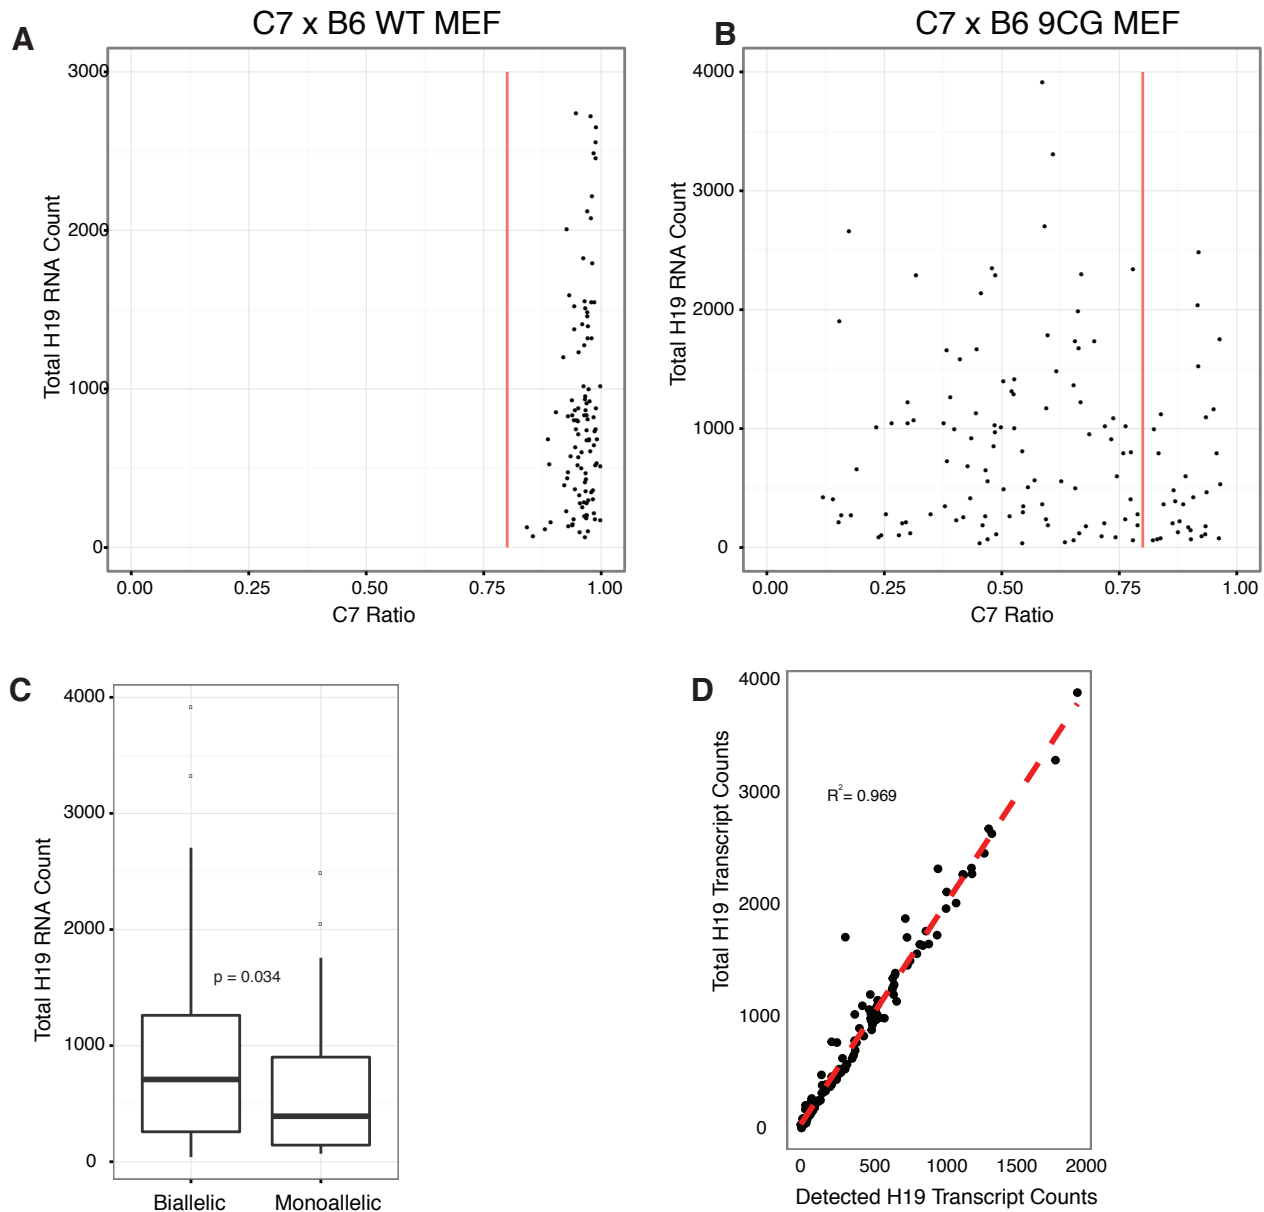 A
C7 x B6 WT MEF
3000
2000
1000
0
Total H19 RNA Count
0.00 0.25 0.50 0.75 1.00
C7 Ratio
B
C7 x B6 9CG MEF
4000
3000
2000
1000
0
Total H19 RNA Count
0.00 0.25 0.50 0.75 1.00
C7 Ratio
C
4000
3000
2000
1000
0
Total H19 RNA Count
p = 0.034
Biallelic Monoallelic
D
4000
3000
2000
1000
0
Total H19 Transcript Counts
R²= 0.969
0 500 1000 1500 2000
Detected H19 Transcript Counts